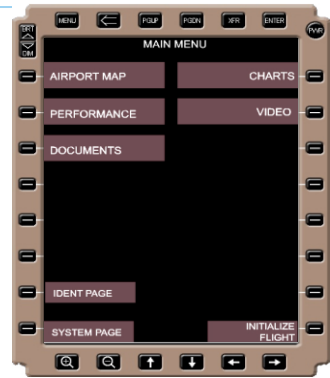 BRT
DIM
MENU
PGUP
PGDN
XFR
ENTER
PWR
MAIN MENU
AIRPORT MAP
CHARTS
PERFORMANCE
VIDEO
DOCUMENTS
IDENT PAGE
SYSTEM PAGE
INITIALIZE
FLIGHT